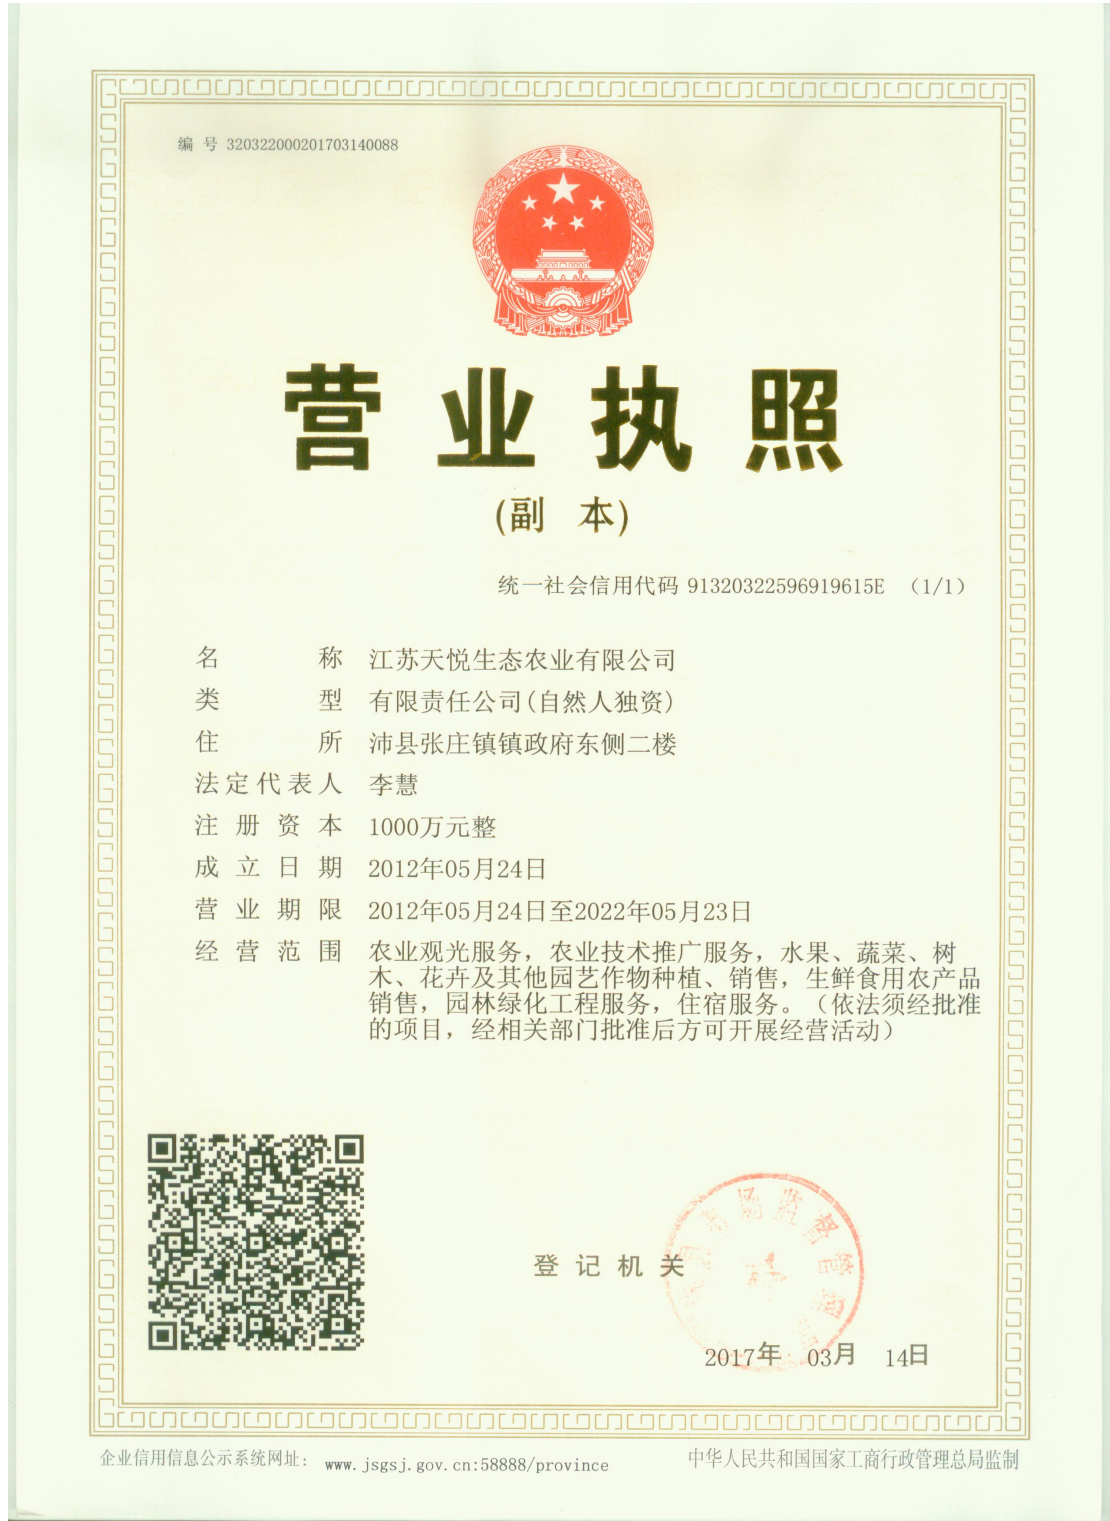 编 号 320322000201703140088
营业执照
(副 本)
统一社会信用代码 91320322596919615E （1/1）
名 称 江苏天悦生态农业有限公司
类 型 有限责任公司(自然人独资)
住 所 沛县张庄镇镇政府东侧二楼
法定代表人 李慧
注册资本 1000万元整
成立日期 2012年05月24日
营业期限 2012年05月24日至2022年05月23日
经营范围 农业观光服务，农业技术推广服务，水果、蔬菜、树
木、花卉及其他园艺作物种植、销售，生鲜食用农产品
销售，园林绿化工程服务，住宿服务。（依法须经批准
的项目，经相关部门批准后方可开展经营活动）
场监督管
登记机关
2017年 03月 14日
企业信用信息公示系统网址： www.jsgsj.gov.cn:58888/province
中华人民共和国国家工商行政管理总局监制